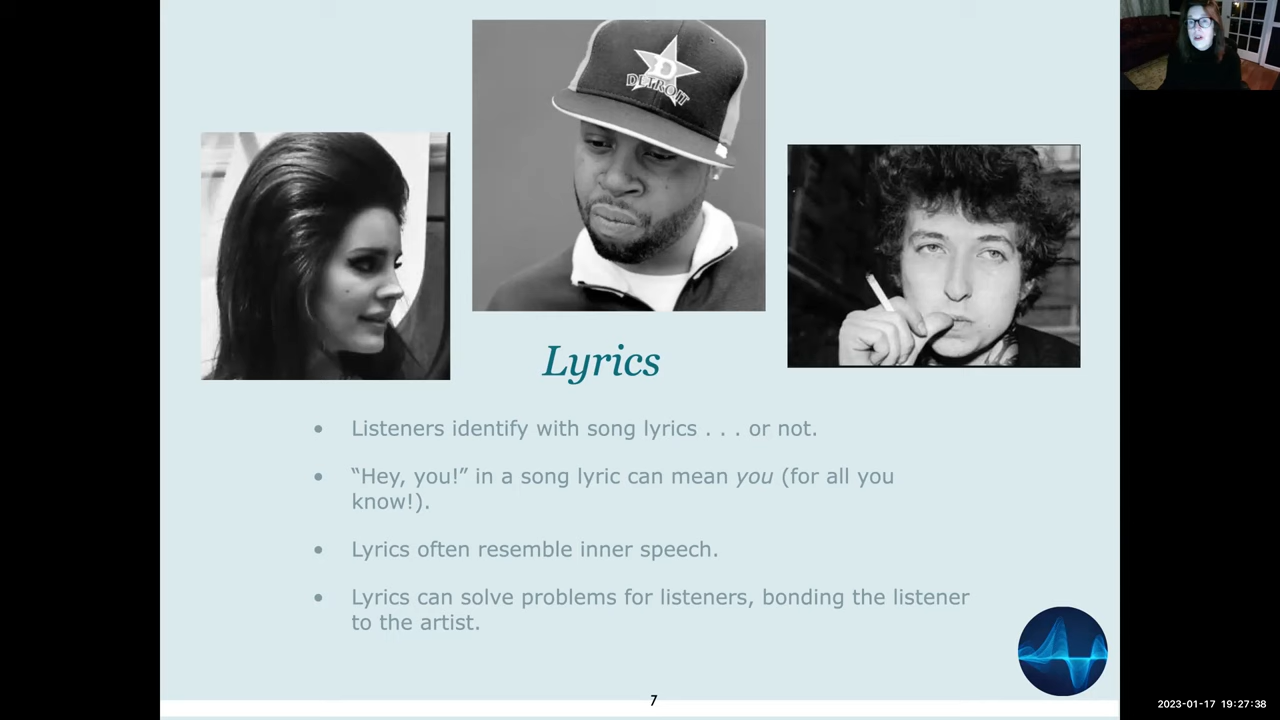 D
DETROIT
Lyrics
• Listeners identify with song lyrics . . . or not.
• “Hey, you!” in a song lyric can mean you (for all you
know!).
• Lyrics often resemble inner speech.
• Lyrics can solve problems for listeners, bonding the listener
to the artist.
7
2023-01-17 19:27:38